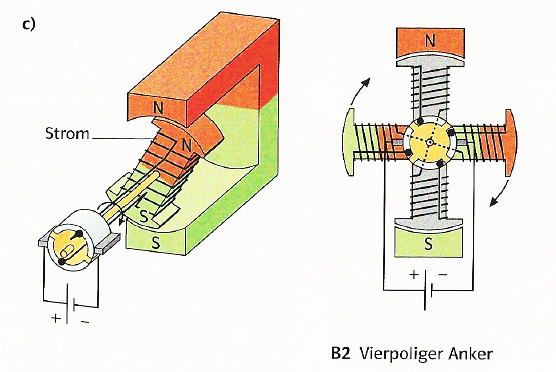 c)
N
Strom
N
S
S
+ −
N
S
+ −
B2 Vierpoliger Anker